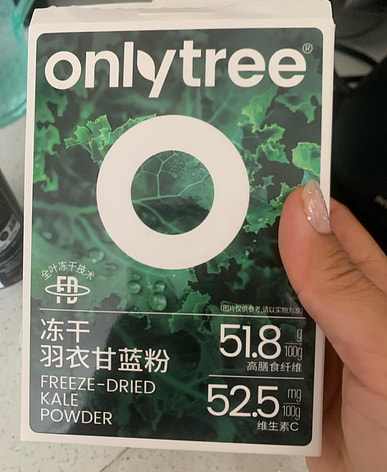 onlytree®
全叶冻干技术
FD
(图片仅供参考,请以实物为准)
冻干
羽衣甘蓝粉
FREEZE-DRIED
KALE
POWDER
51.8 g/100g
高膳食纤维
52.5 mg/100g
维生素C